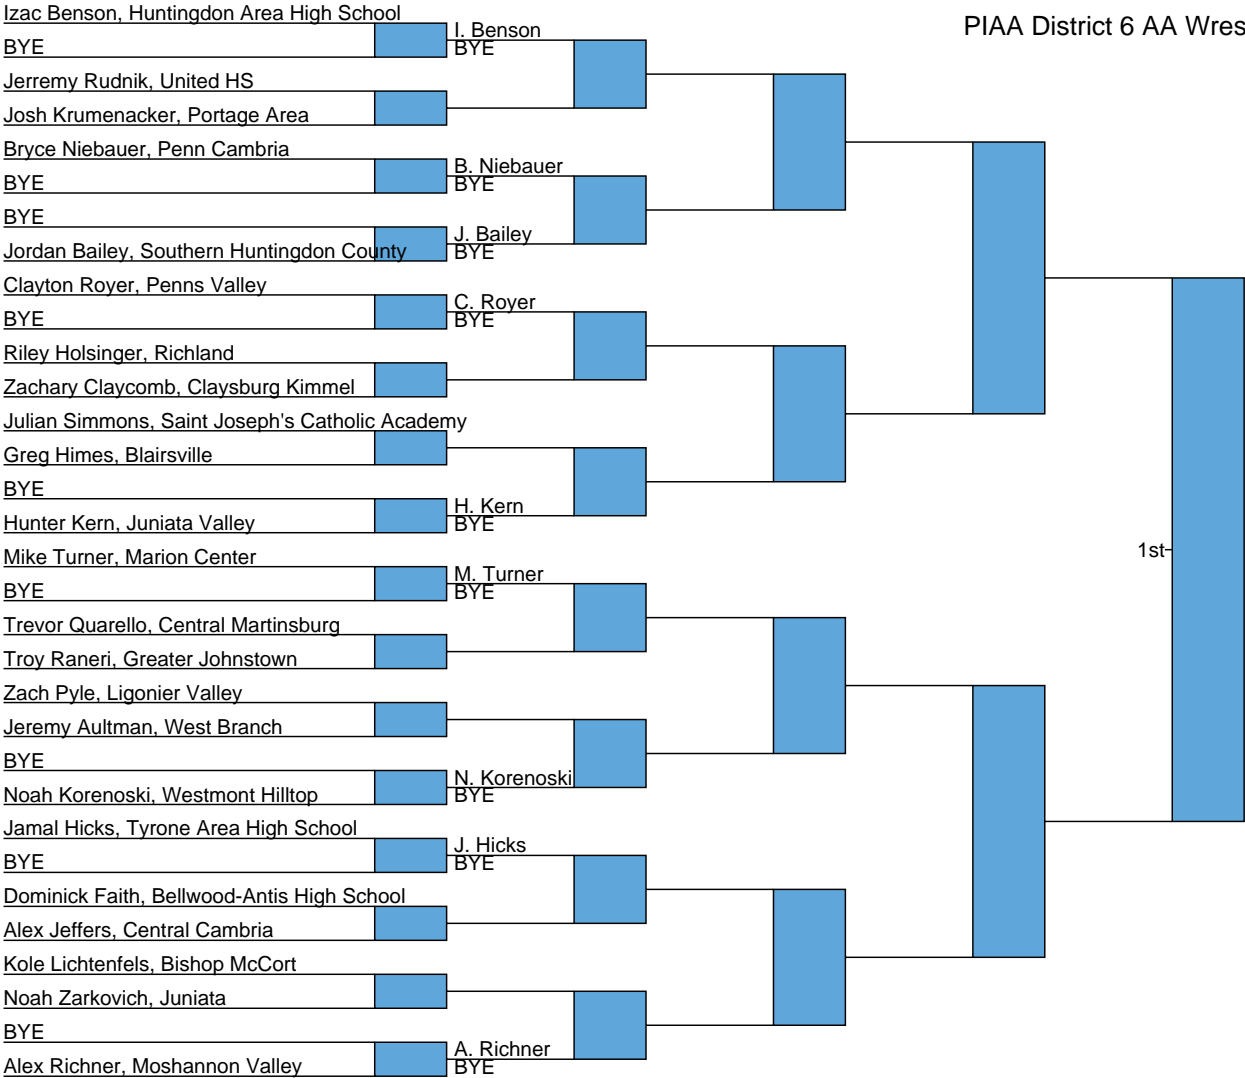 Izac Benson, Huntingdon Area High School
PIAA District 6 AA Wres
I. Benson
BYE
BYE
Jerremy Rudnik, United HS
Josh Krumenacker, Portage Area
Bryce Niebauer, Penn Cambria
B. Niebauer
BYE
BYE
BYE
J. Bailey
BYE
Jordan Bailey, Southern Huntingdon County
Clayton Royer, Penns Valley
C. Royer
BYE
BYE
Riley Holsinger, Richland
Zachary Claycomb, Claysburg Kimmel
Julian Simmons, Saint Joseph's Catholic Academy
Greg Himes, Blairsville
BYE
H. Kern
BYE
Hunter Kern, Juniata Valley
1st
Mike Turner, Marion Center
M. Turner
BYE
BYE
Trevor Quarello, Central Martinsburg
Troy Raneri, Greater Johnstown
Zach Pyle, Ligonier Valley
Jeremy Aultman, West Branch
BYE
N. Korenoski
BYE
Noah Korenoski, Westmont Hilltop
Jamal Hicks, Tyrone Area High School
J. Hicks
BYE
BYE
Dominick Faith, Bellwood-Antis High School
Alex Jeffers, Central Cambria
Kole Lichtenfels, Bishop McCort
Noah Zarkovich, Juniata
BYE
A. Richner
BYE
Alex Richner, Moshannon Valley